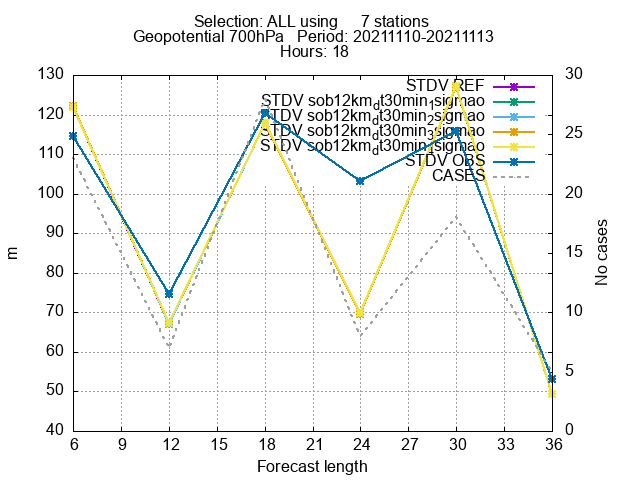 Selection: ALL using 7 stations
Geopotential 700hPa Period: 20211110-20211113
Hours: 18
130
120
110
100
90
80
70
60
50
40
30
25
20
15
10
5
0
m
No cases
STDV REF
STDV sob12km_dt30min_1sigmao
STDV sob12km_dt30min_2sigmao
STDV sob12km_dt30min_3sigmao
STDV OBS
CASES
6 9 12 15 18 21 24 27 30 33 36
Forecast length